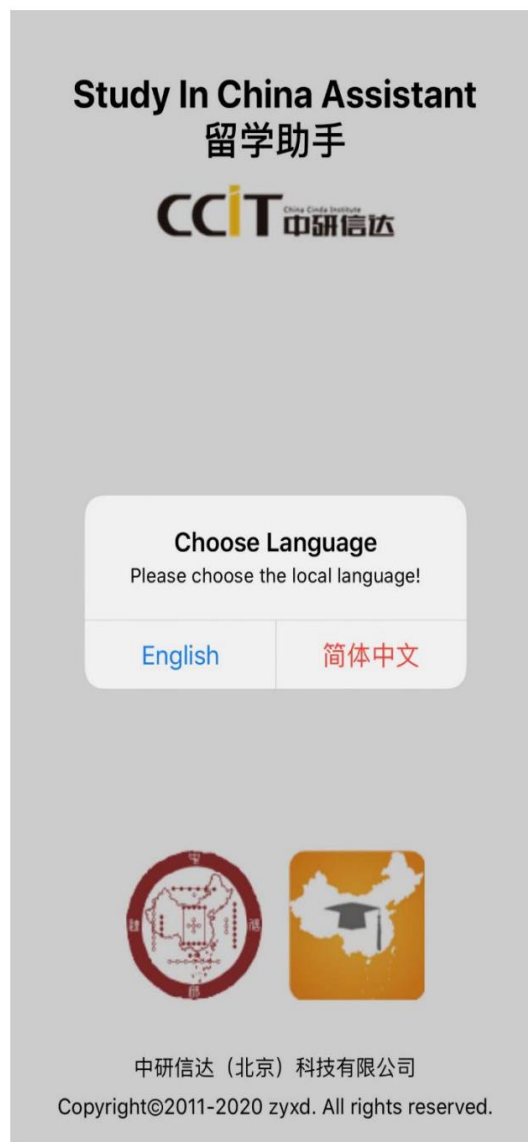 Study In China Assistant
留学助手
CCiT
China Cinda Institute
中研信达
Choose Language
Please choose the local language!
English
简体中文
中研信达（北京）科技有限公司
Copyright©2011-2020 zyxd. All rights reserved.